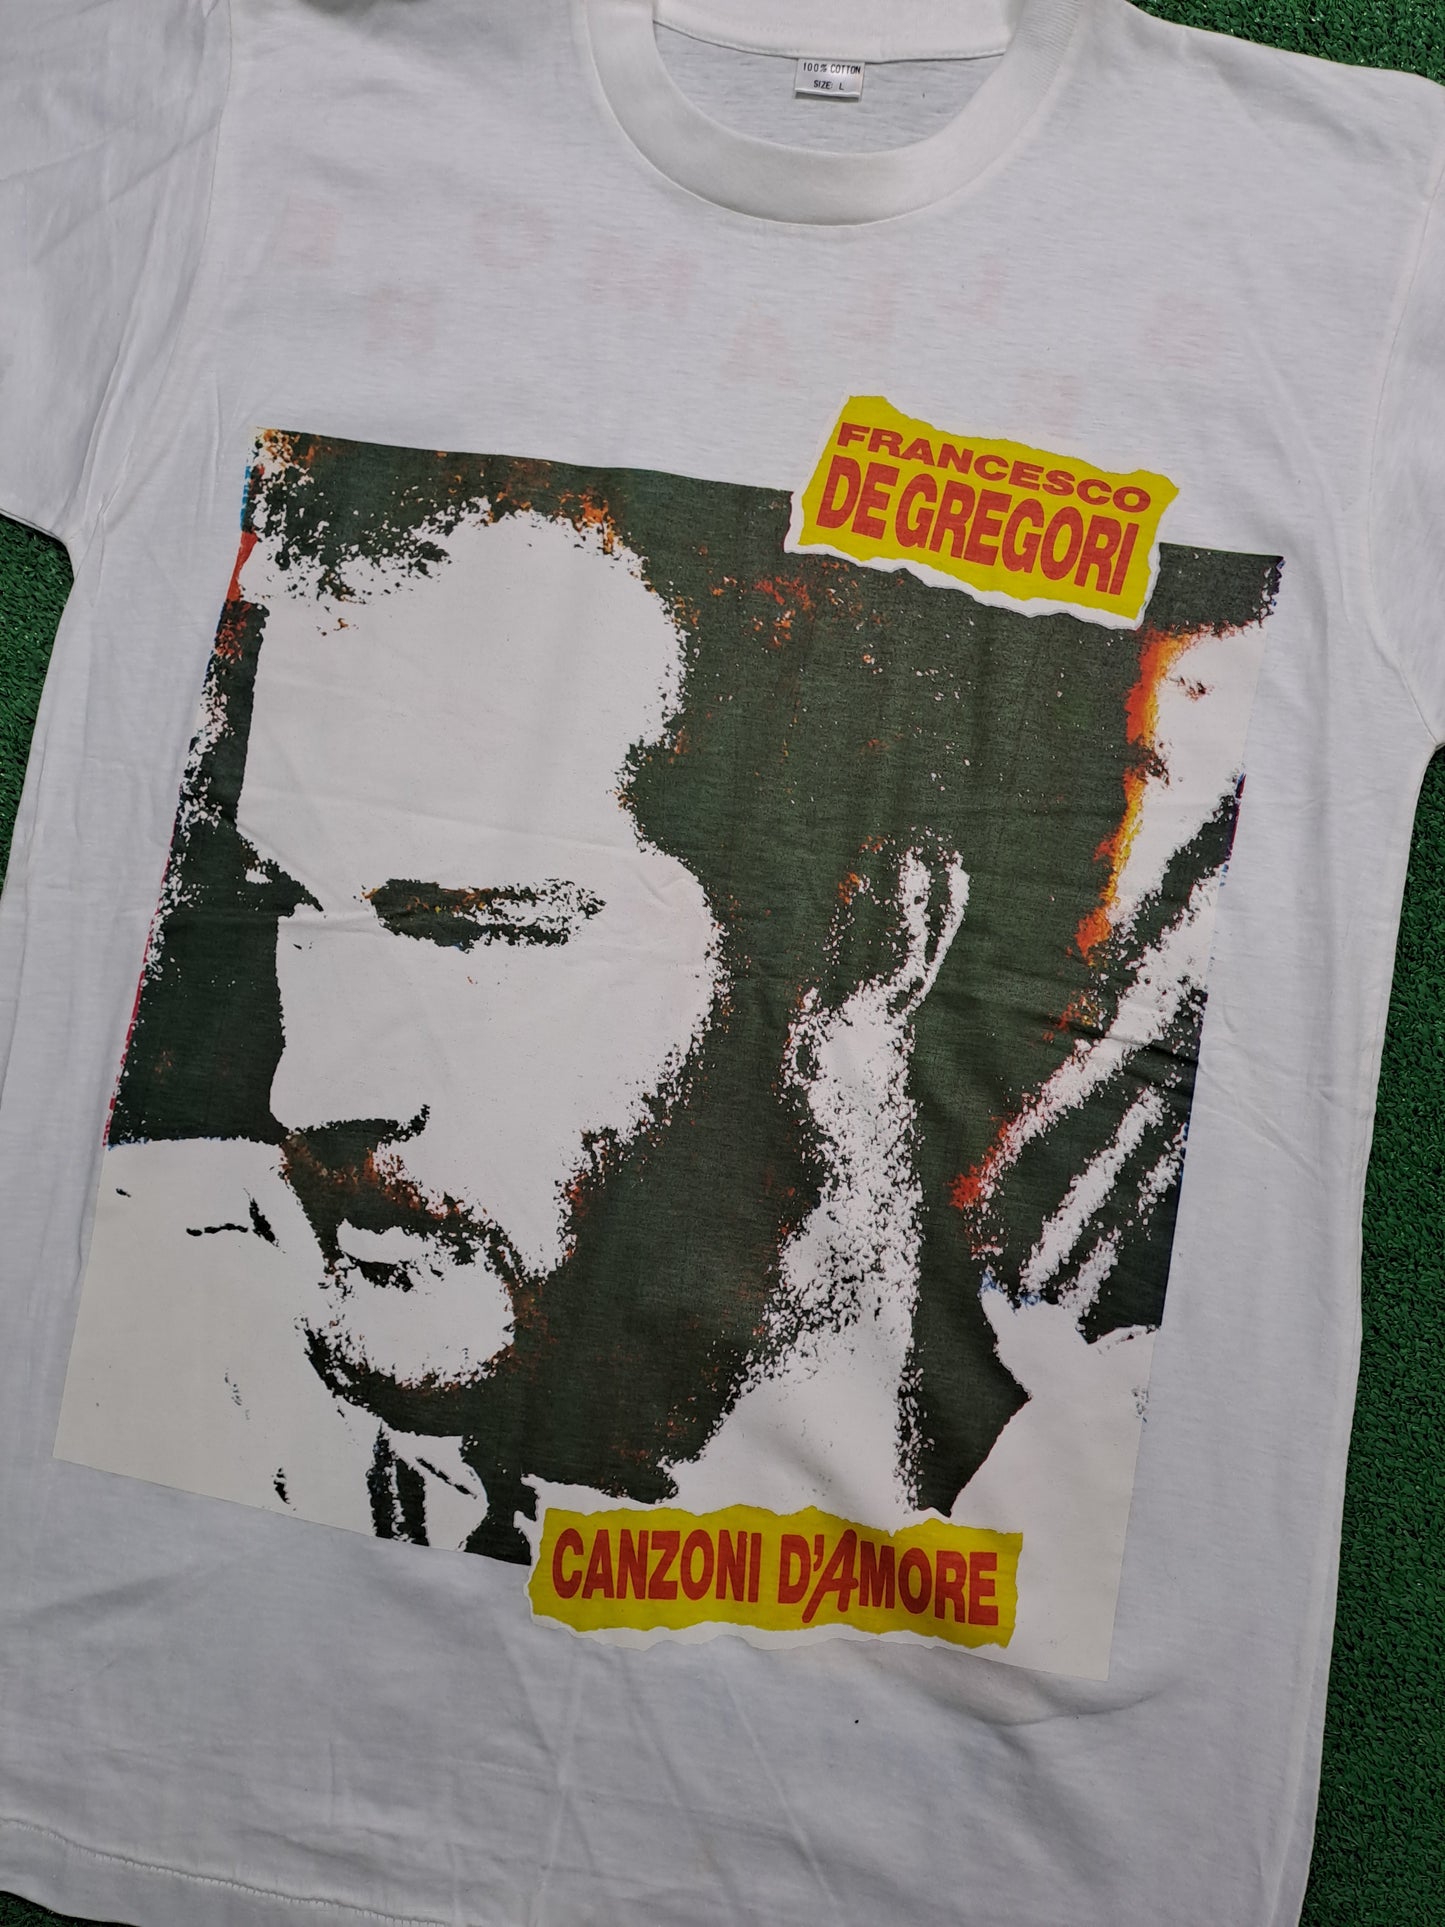 100% COTTON
SIZE: L
FRANCESCO
DE GREGORI
CANZONI D'AMORE